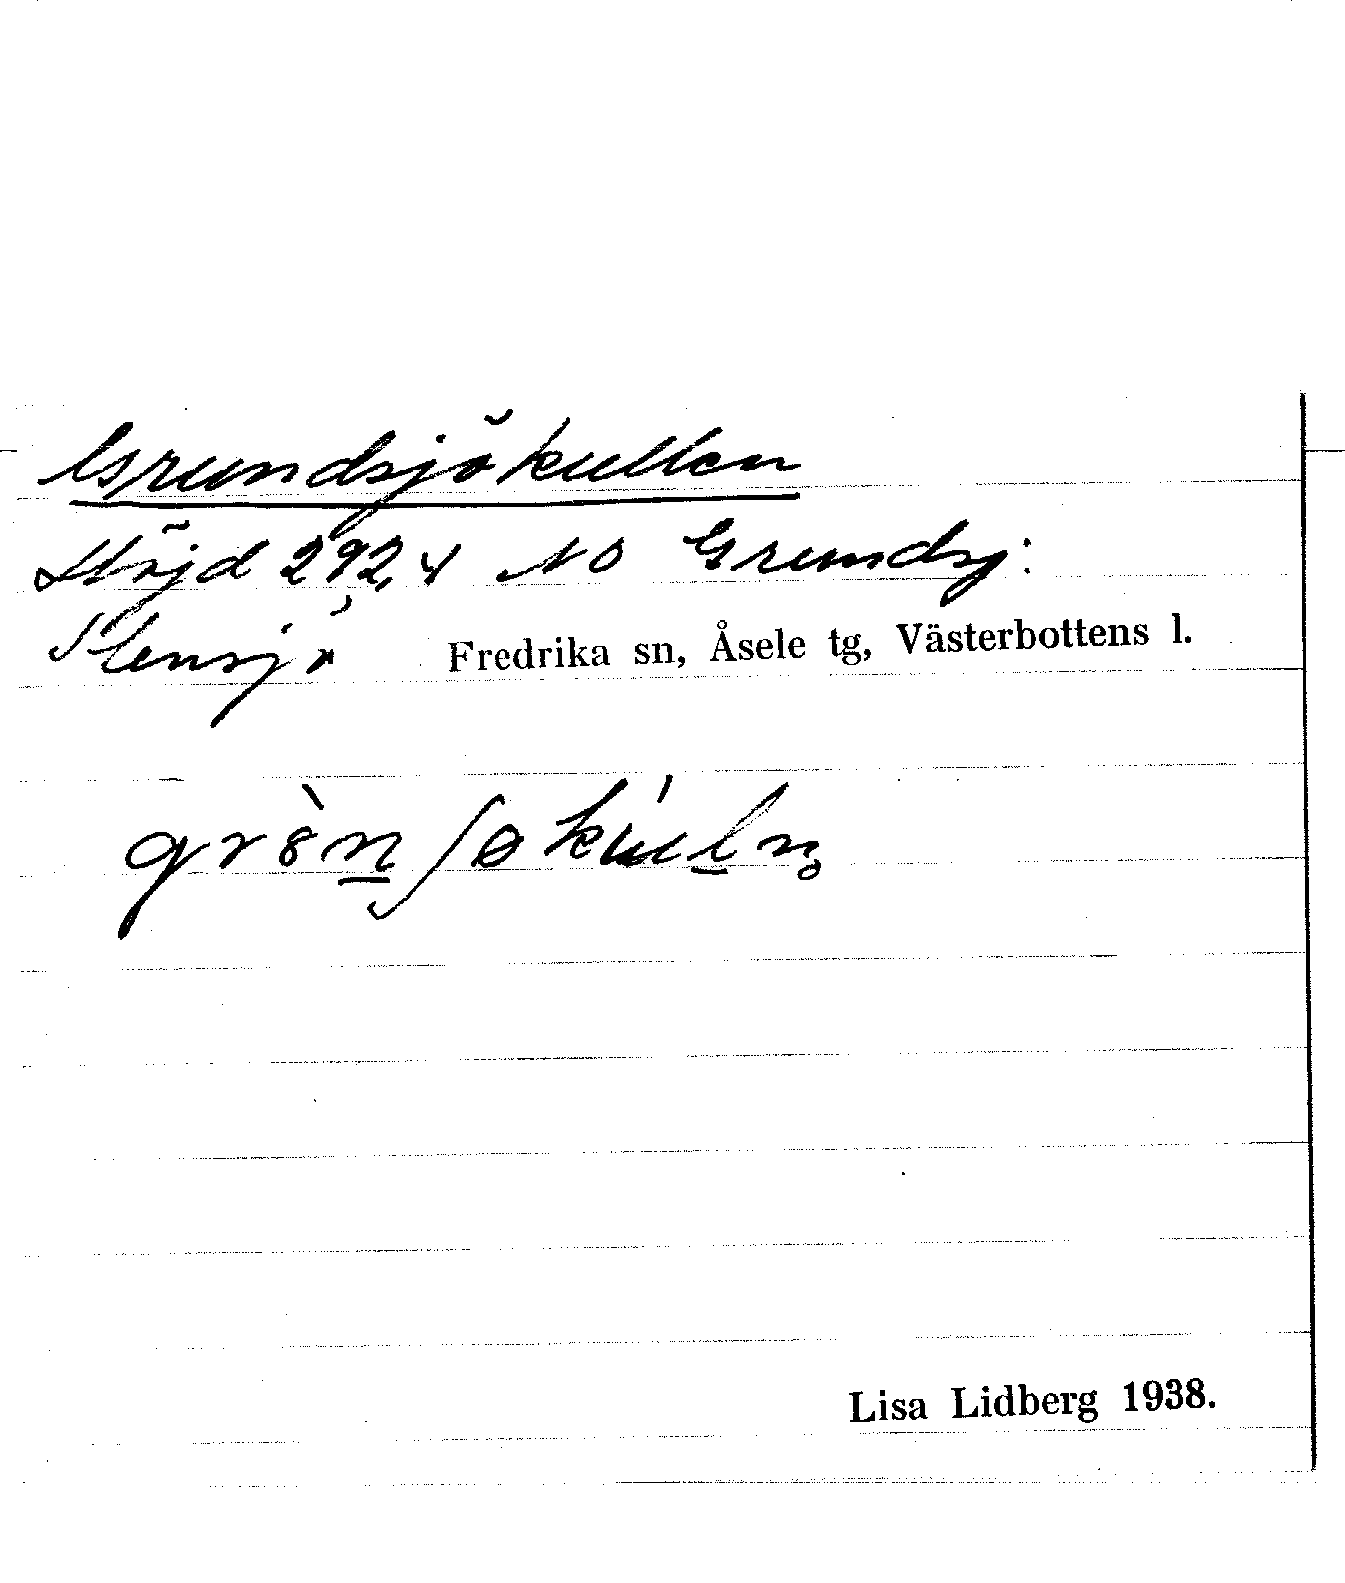 Grundsjökullen
Höjd 292,4 NO Grundsj:
Stensjö Fredrika sn, Åsele tg, Västerbottens l.
Lisa Lidberg 1938.